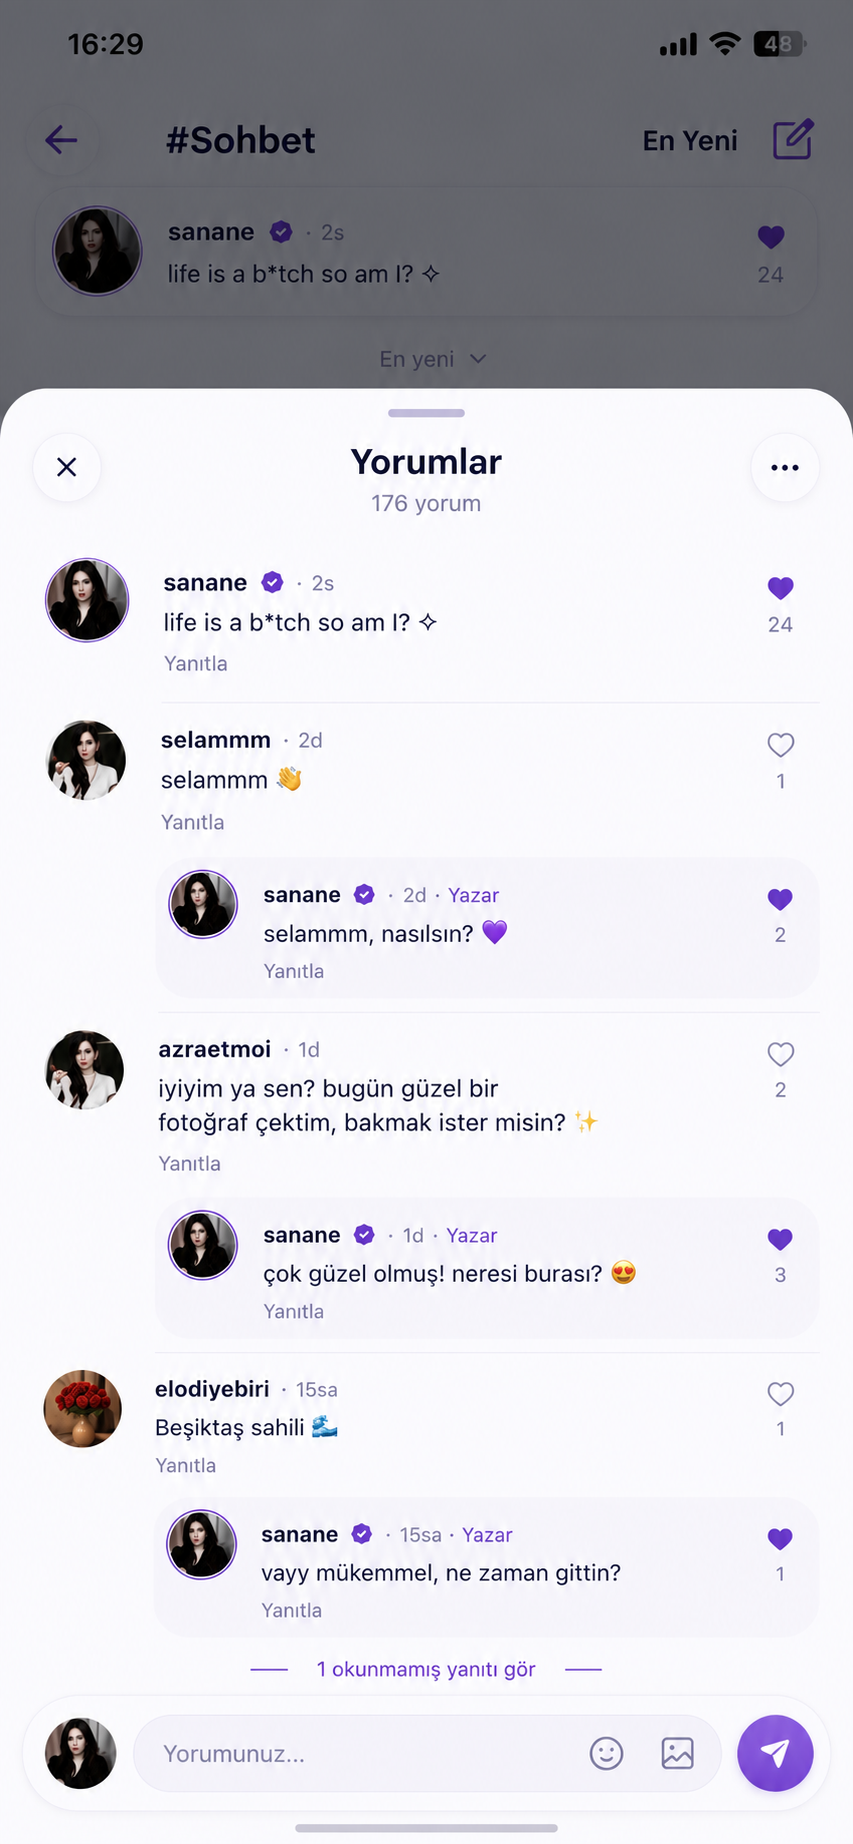 16:29
48
#Sohbet
En Yeni
sanane · 2s
life is a b*tch so am I? ✧
24
En yeni
Yorumlar
176 yorum
sanane · 2s
life is a b*tch so am I? ✧
24
Yanıtla
selammm · 2d
selammm 👋
1
Yanıtla
sanane · 2d · Yazar
selammm, nasılsın? 💜
2
Yanıtla
azraetmoi · 1d
iyiyim ya sen? bugün güzel bir
2
fotoğraf çektim, bakmak ister misin? ✨
Yanıtla
sanane · 1d · Yazar
çok güzel olmuş! neresi burası? 😍
3
Yanıtla
elodiyebiri · 15sa
Beşiktaş sahili 🌊
1
Yanıtla
sanane · 15sa · Yazar
vayy mükemmel, ne zaman gittin?
1
Yanıtla
1 okunmamış yanıtı gör
Yorumunuz...